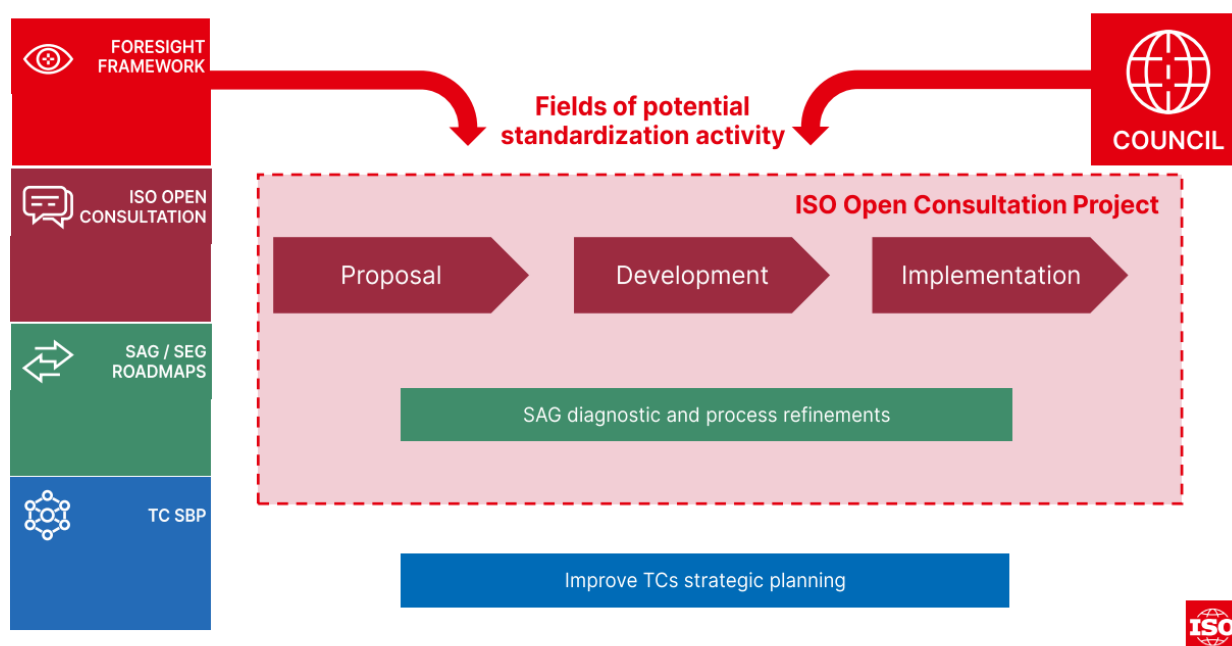 FORESIGHT
FRAMEWORK
Fields of potential
standardization activity
COUNCIL
ISO OPEN
CONSULTATION
ISO Open Consultation Project
Proposal
Development
Implementation
SAG / SEG
ROADMAPS
SAG diagnostic and process refinements
TC SBP
Improve TCs strategic planning
ISO